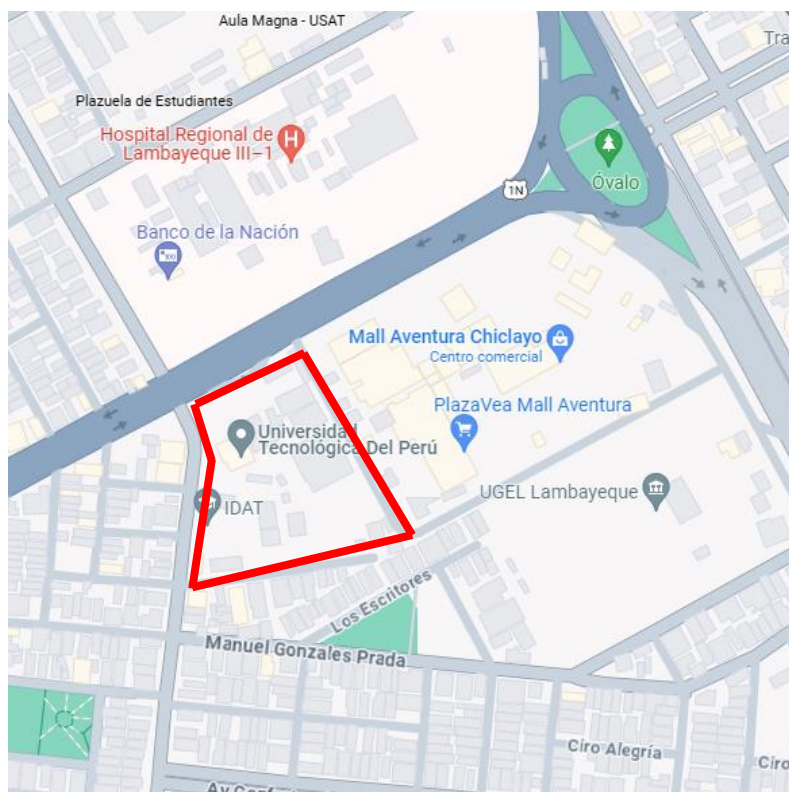 Aula Magna - USAT
Tra
Plazuela de Estudiantes
Hospital Regional de
Lambayeque III-1
H
Óvalo
1N
Banco de la Nación
Mall Aventura Chiclayo
Centro comercial
PlazaVea Mall Aventura
Universidad
Tecnológica Del Perú
UGEL Lambayeque
IDAT
Los Escritores
Manuel Gonzales Prada
Ciro Alegría
Ciro